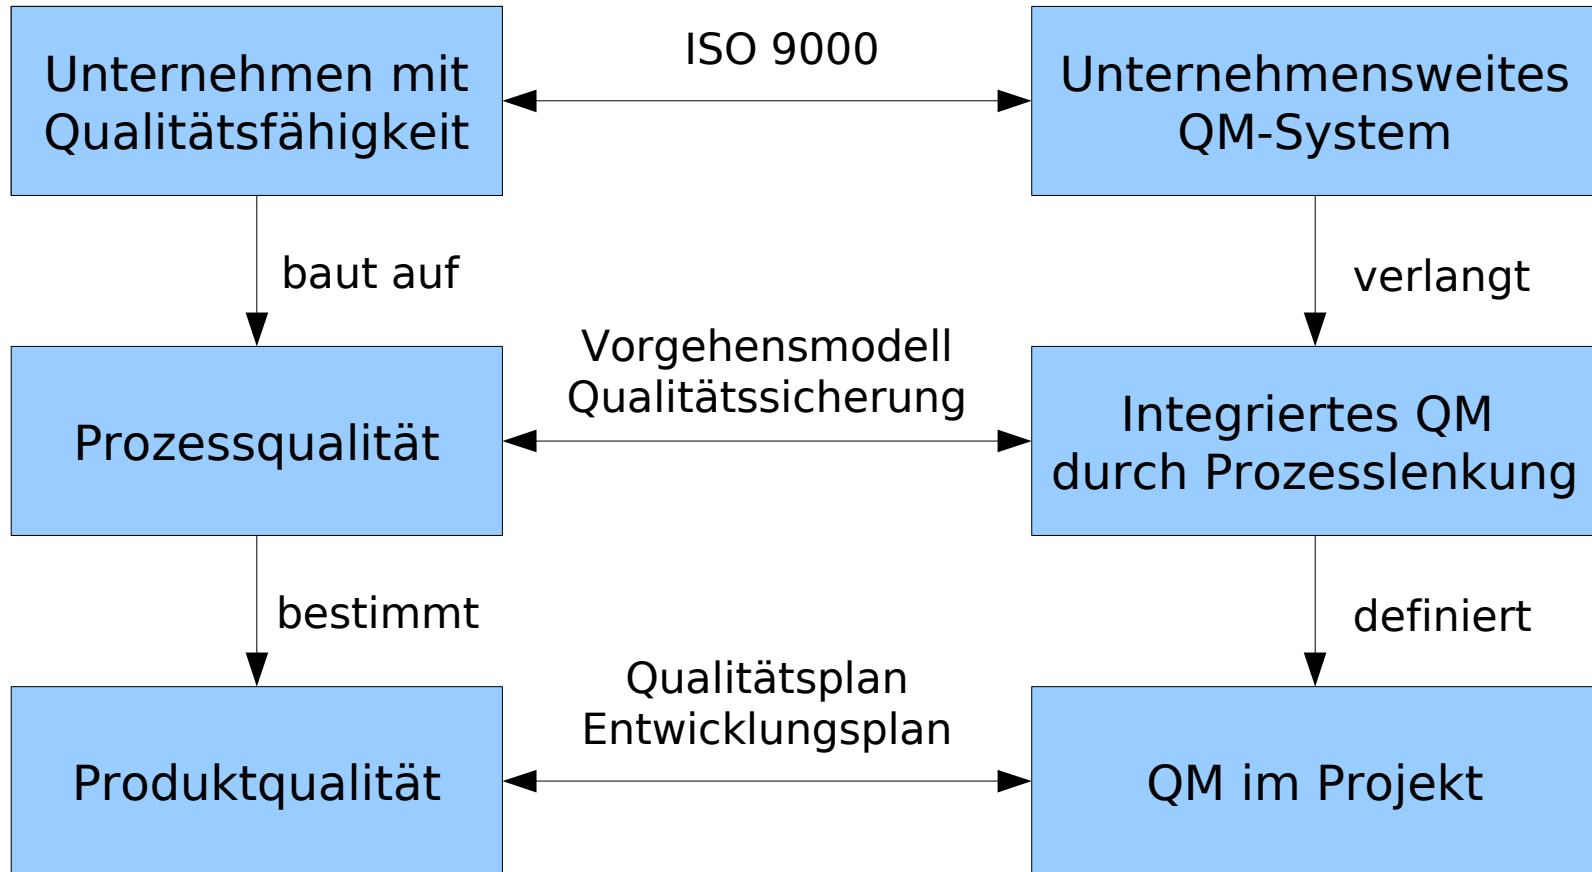 Unternehmen mit
Qualitätsfähigkeit
ISO 9000
Unternehmensweites
QM-System
baut auf
verlangt
Prozessqualität
Vorgehensmodell
Qualitätssicherung
Integriertes QM
durch Prozesslenkung
bestimmt
definiert
Produktqualität
Qualitätsplan
Entwicklungsplan
QM im Projekt